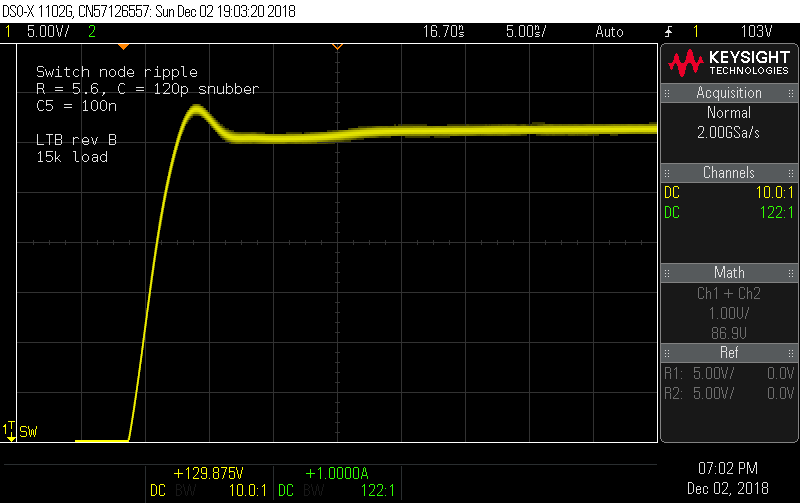 DSO-X 1102G, CN57126557: Sun Dec 02 19:03:20 2018
1 5.00V/ 2 16.70▒s 5.00▒s/ Auto 1 103V
KEYSIGHT
TECHNOLOGIES
Switch node ripple
R = 5.6, C = 120p snubber
C5 = 100n
LTB rev B
15k load
Acquisition
Normal
2.00GSa/s
Channels
DC 10.0:1
DC 122:1
Math
Ch1 + Ch2
1.00V/
86.9V
Ref
R1: 5.00V/ 0.0V
R2: 5.00V/ 0.0V
1 T SW
+129.875V +1.0000A
DC BW 10.0:1 DC BW 122:1
07:02 PM
Dec 02, 2018